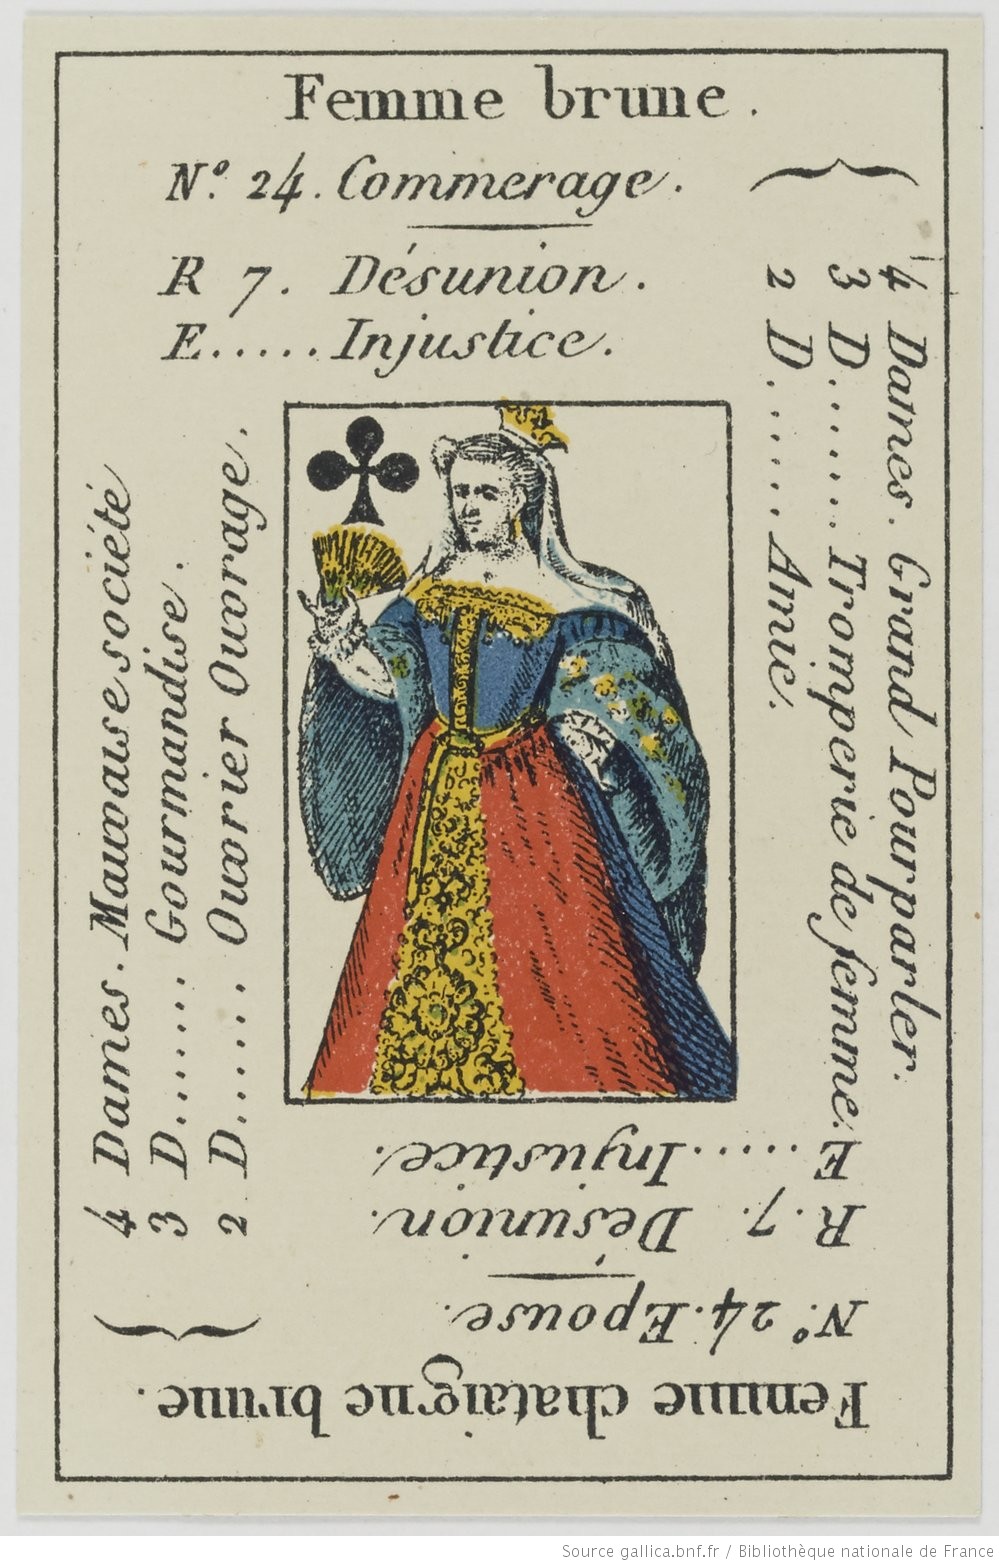 Femme brune.
N.° 24. Commerage.
R 7. Désunion.
E..... Injustice.
4 Dames. Grand Pourparler.
3 D....... Tromperie de femme.
2 D...... Amie.
4 Dames. Mauvaise société
3 D....... Gourmandise.
2 D...... Ouvrier Ouvrage.
Femme chataigne brune.
N.° 24. Epouse.
R. 7. Désunion.
E..... Injustice.
Source gallica.bnf.fr / Bibliothèque nationale de France